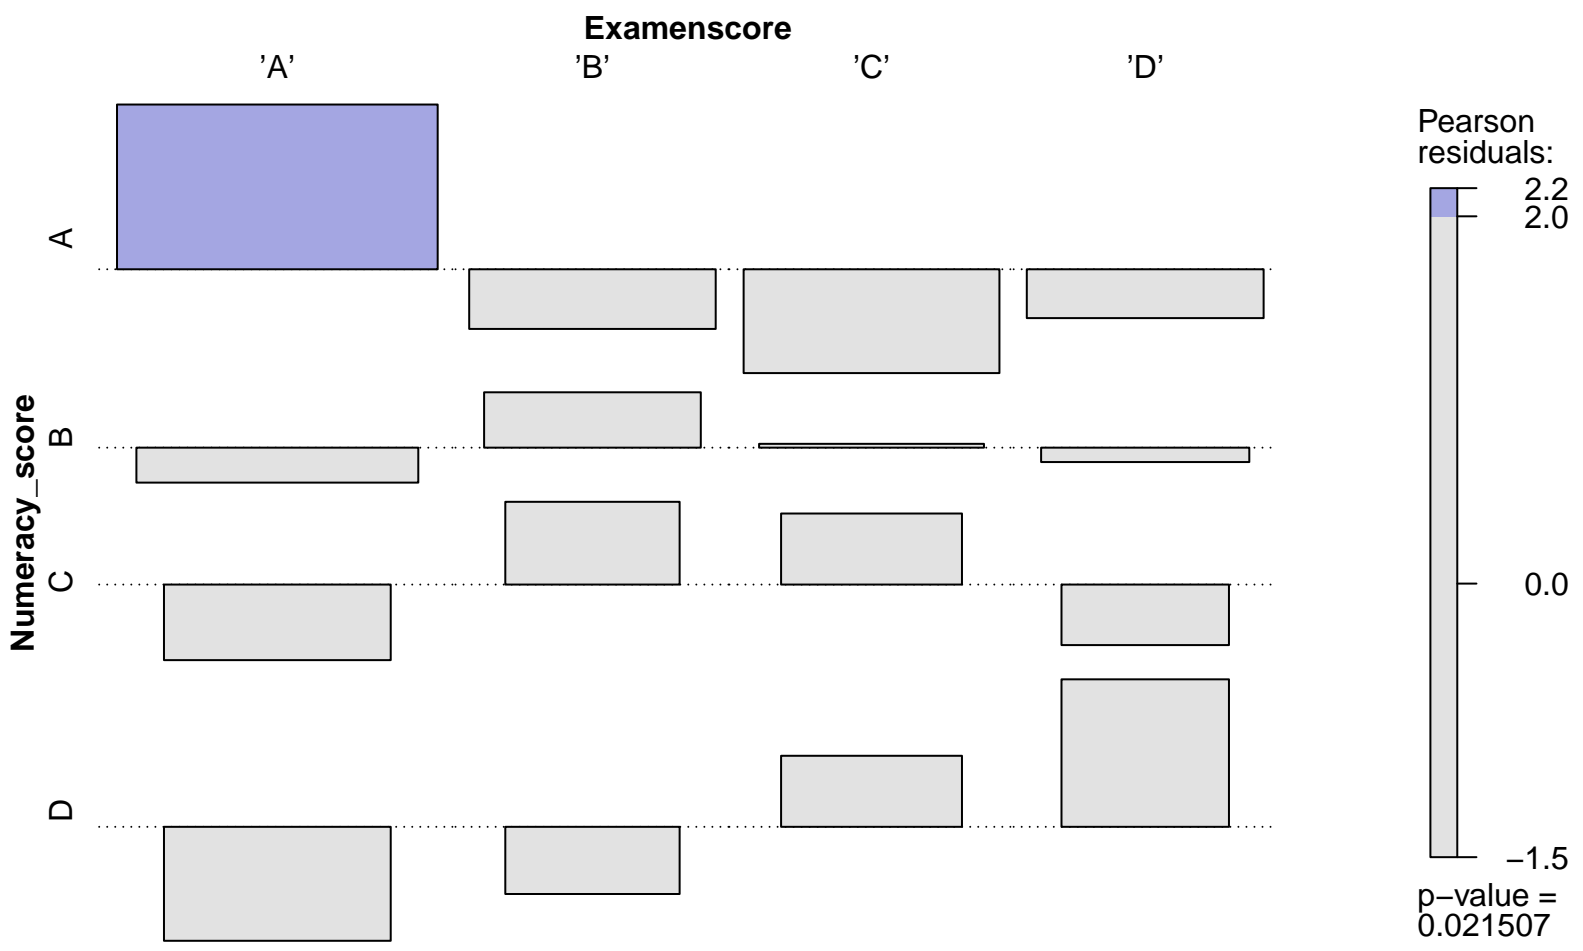 Examenscore
’A’ ’B’ ’C’ ’D’
Numeracy_score
A
B
C
D
Pearson
residuals:
2.2
2.0
0.0
−1.5
p−value =
0.021507